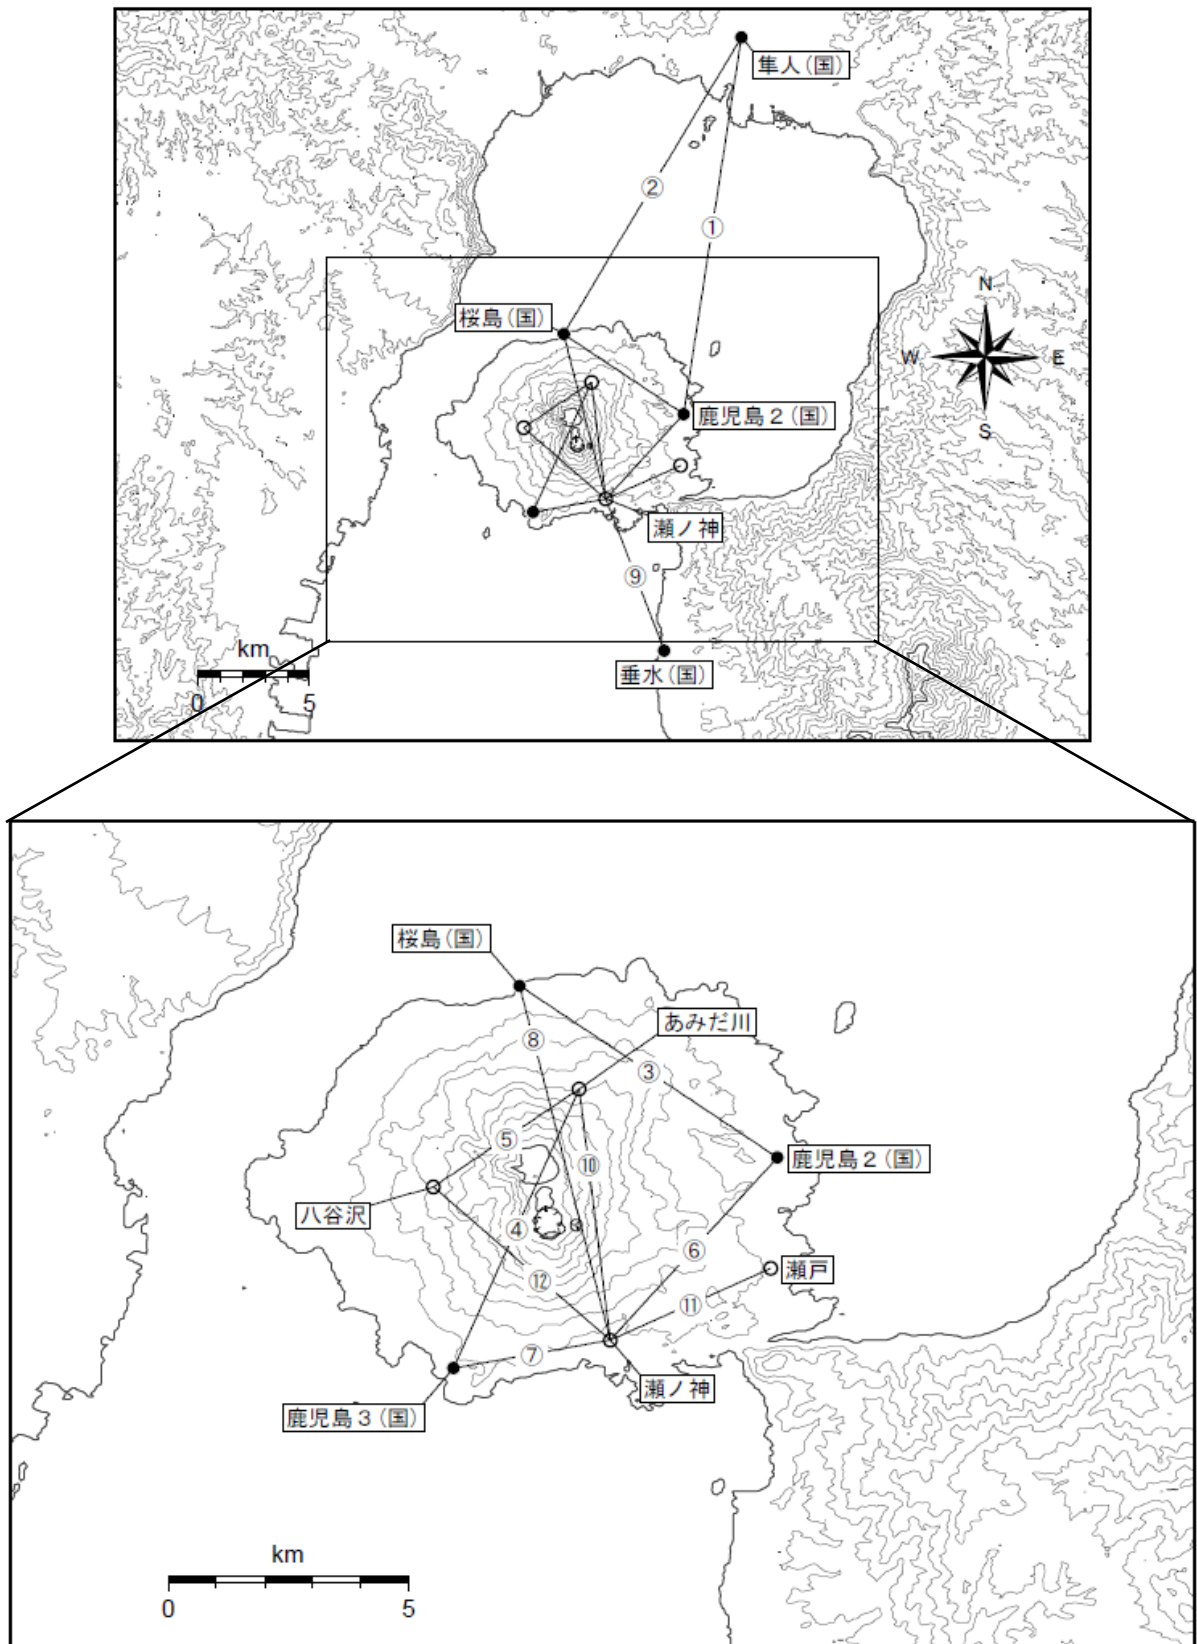 隼人(国)
②
①
N
桜島(国)
W
E
鹿児島2(国)
S
瀬ノ神
⑨
km
垂水(国)
0 5
桜島(国)
あみだ川
⑧
③
⑤
鹿児島2(国)
⑩
八谷沢
④
⑥
瀬戸
⑫
⑪
⑦
瀬ノ神
鹿児島3(国)
km
0 5